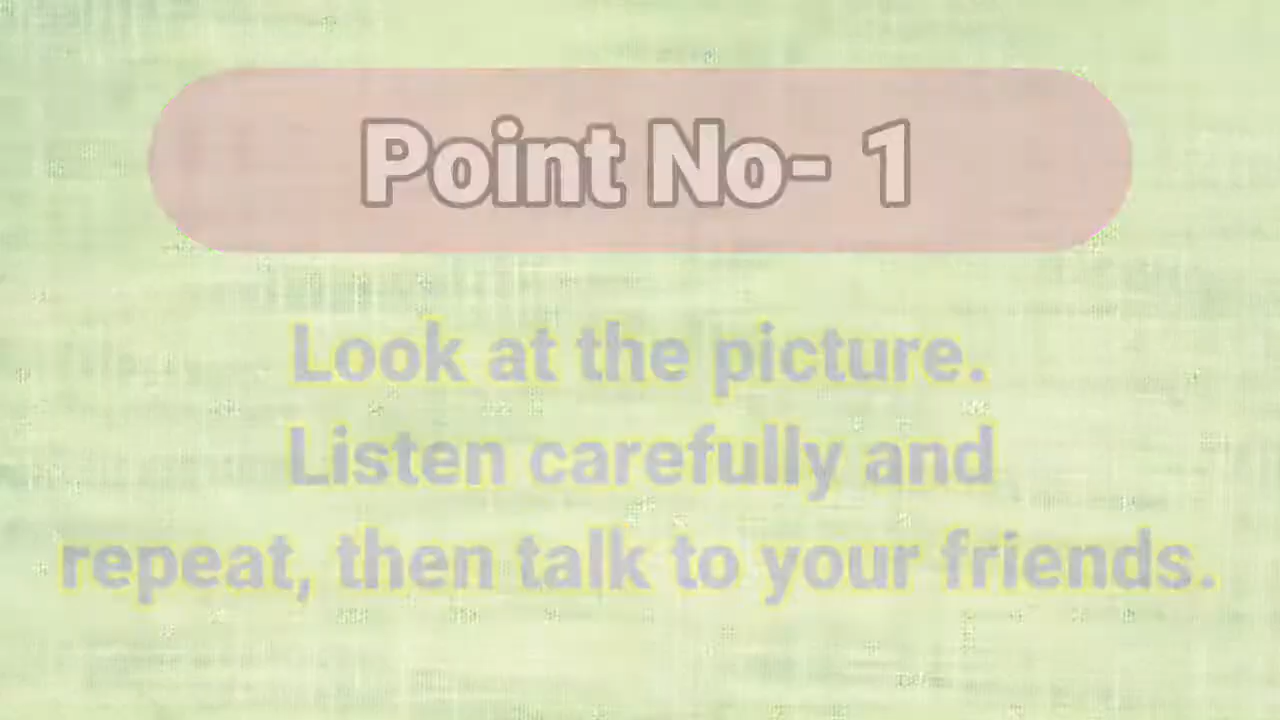 Point No- 1
Look at the picture.
Listen carefully and
repeat, then talk to your friends.